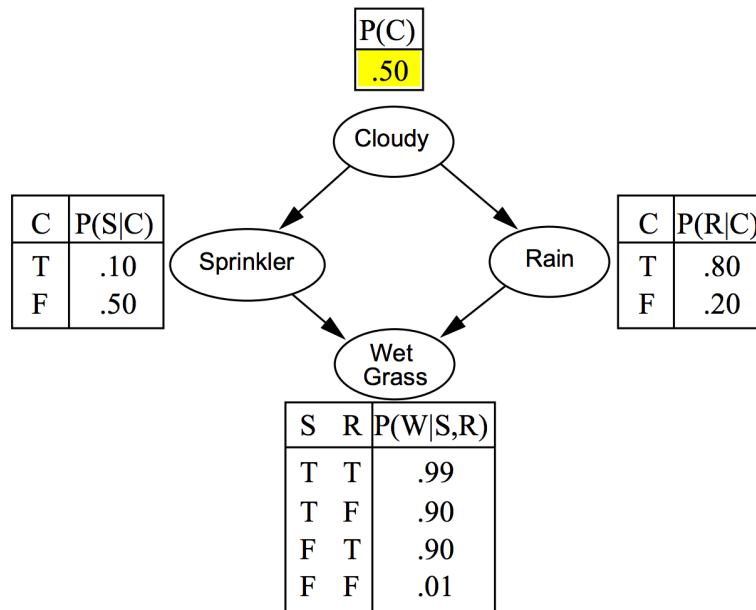 P(C)
.50
Cloudy
C P(S|C)
T .10
F .50
Sprinkler
Rain
C P(R|C)
T .80
F .20
Wet
Grass
S R P(W|S,R)
T T .99
T F .90
F T .90
F F .01